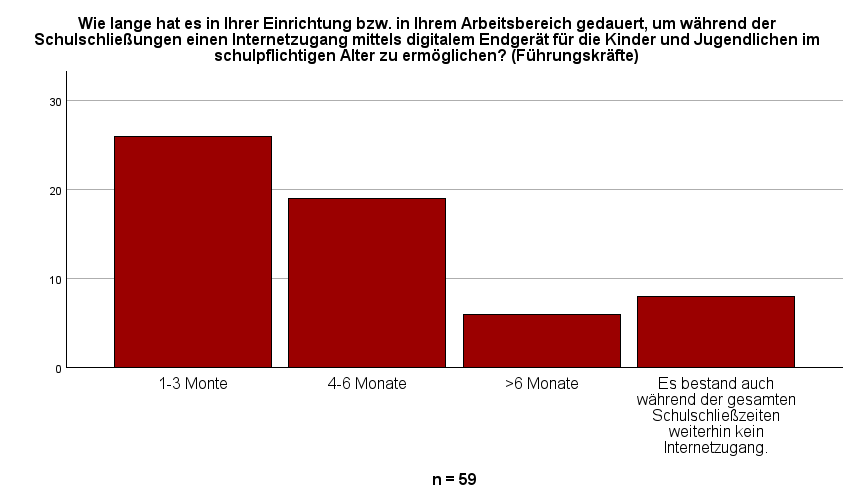 Wie lange hat es in Ihrer Einrichtung bzw. in Ihrem Arbeitsbereich gedauert, um während der
Schulschließungen einen Internetzugang mittels digitalem Endgerät für die Kinder und Jugendlichen im
schulpflichtigen Alter zu ermöglichen? (Führungskräfte)
30
20
10
0
1-3 Monte
4-6 Monate
>6 Monate
Es bestand auch
während der gesamten
Schulschließzeiten
weiterhin kein
Internetzugang.
n = 59